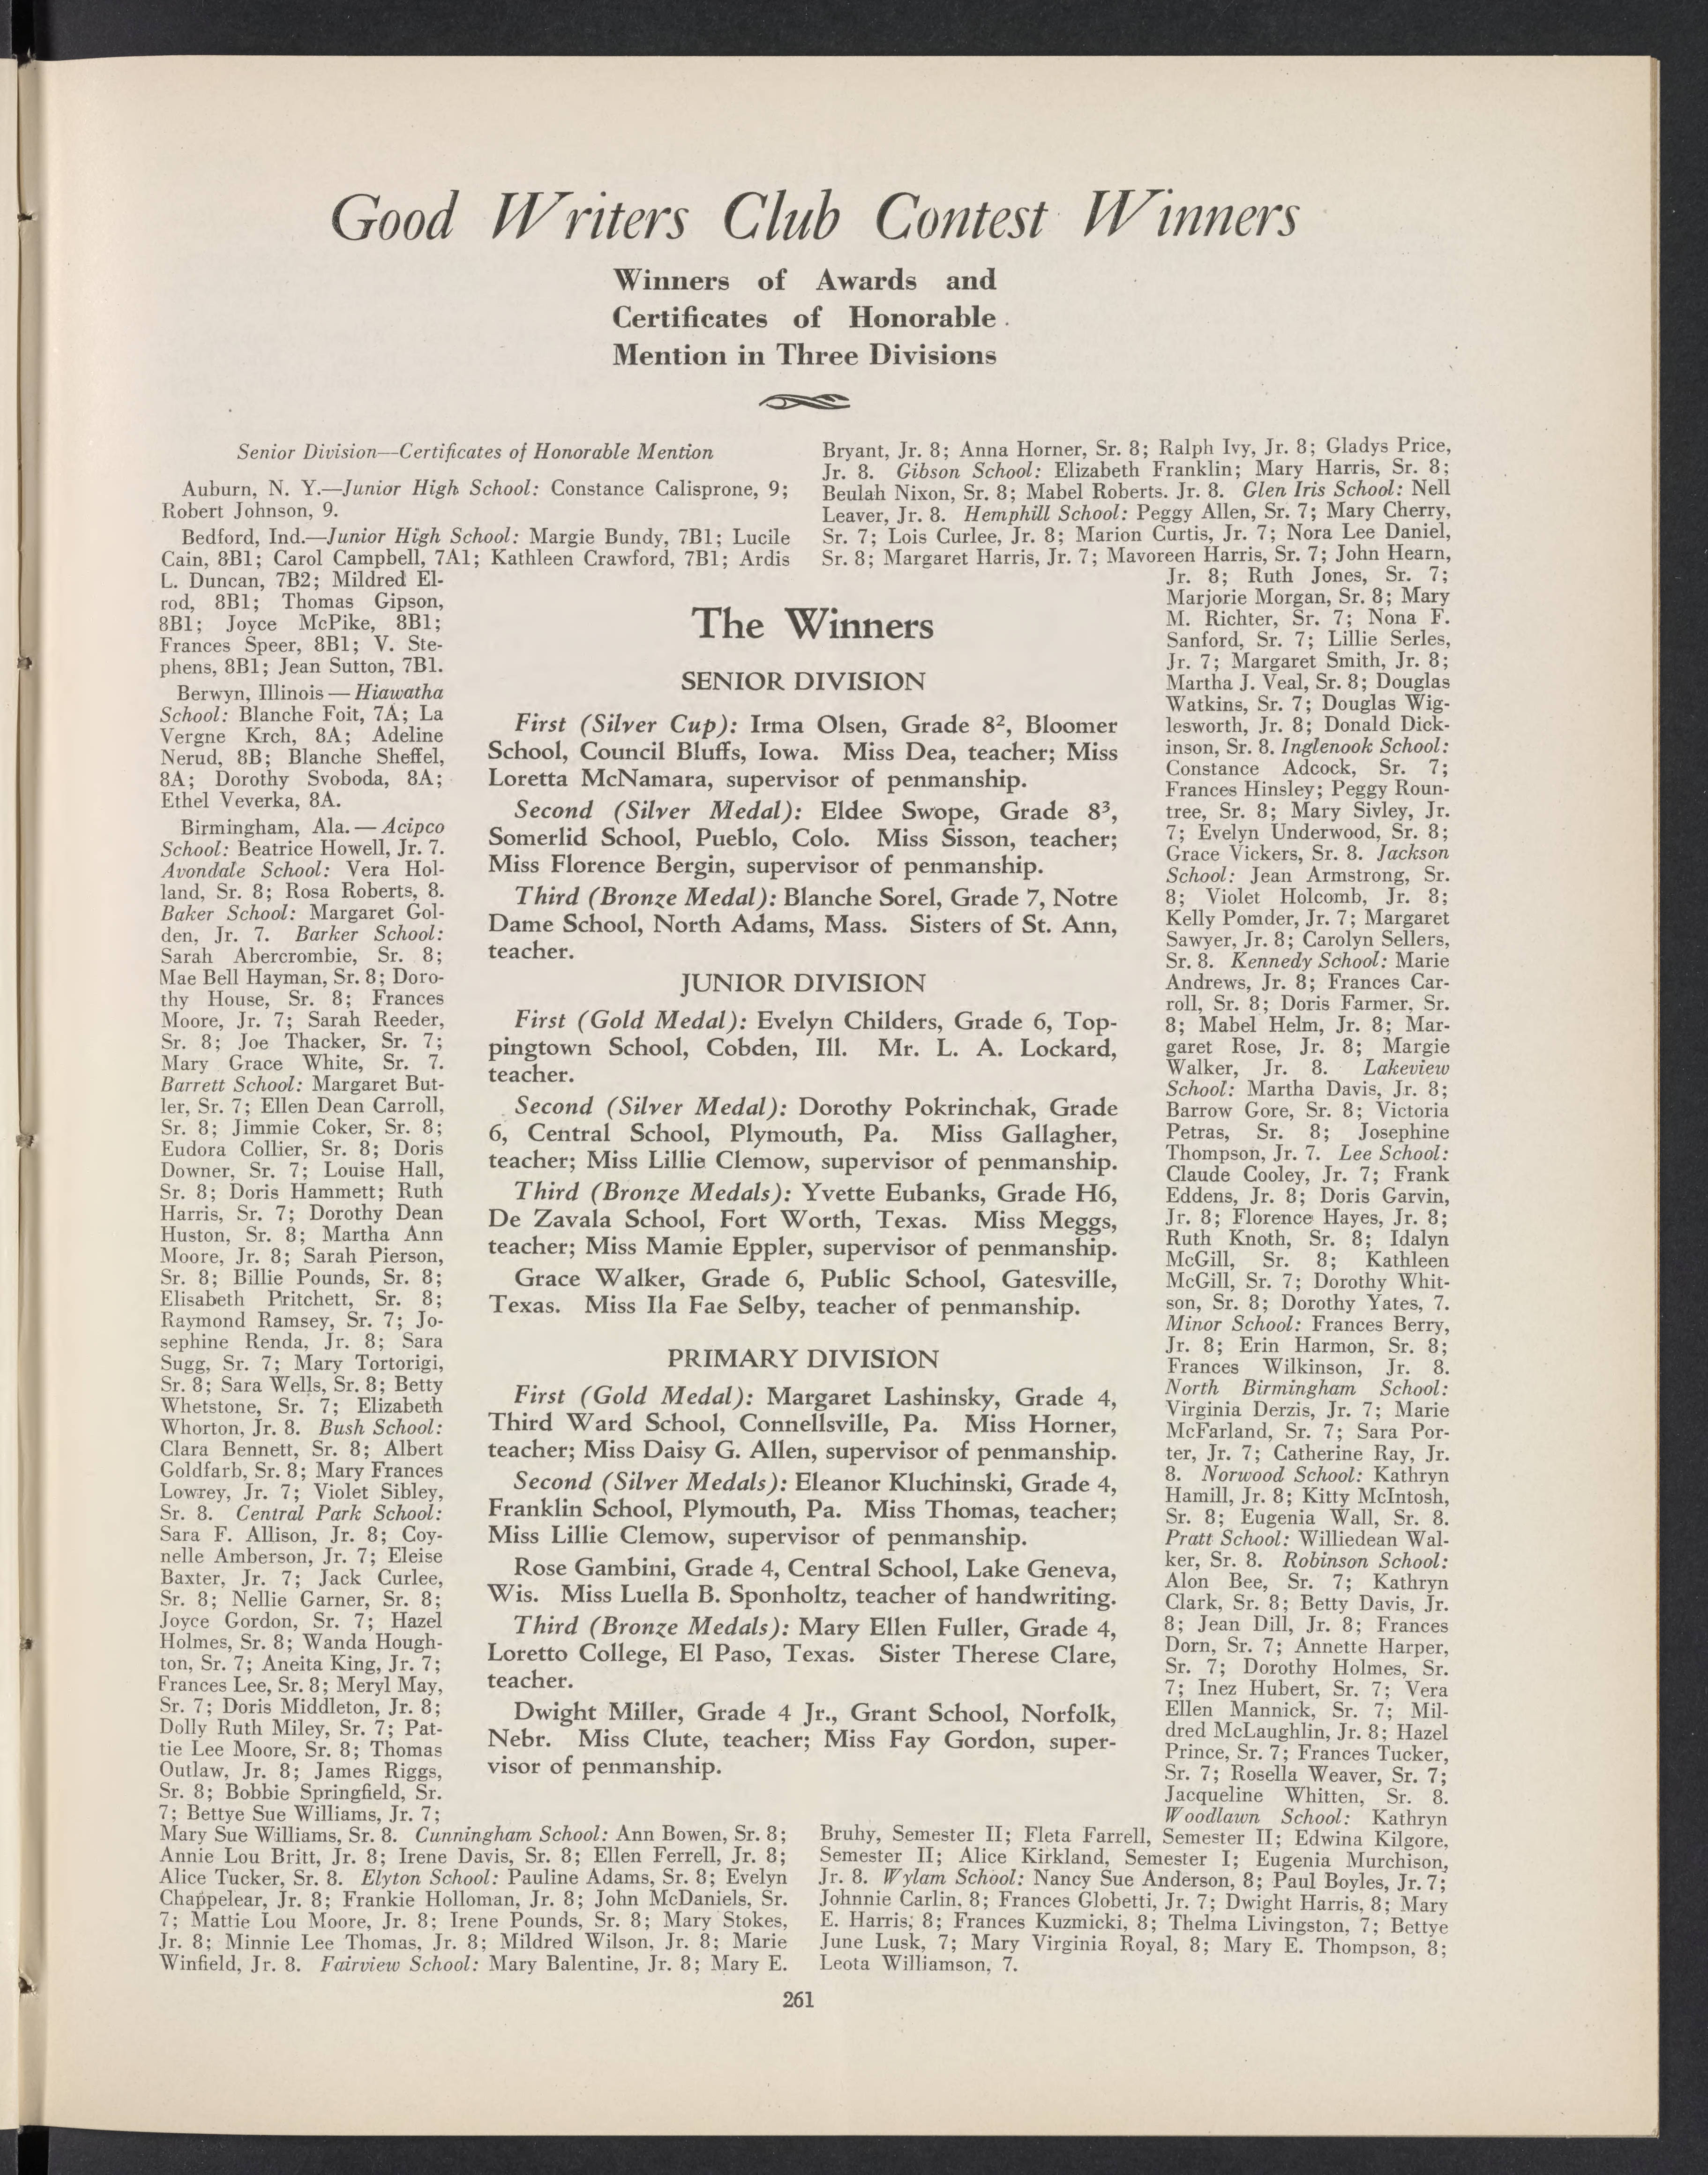 Good Writers Club Contest Winners
Winners of Awards and
Certificates of Honorable
Mention in Three Divisions
Senior Division—Certificates of Honorable Mention
Auburn, N. Y.—Junior High School: Constance Calisprone, 9;
Robert Johnson, 9.
Bedford, Ind.—Junior High School: Margie Bundy, 7B1; Lucile
Cain, 8B1; Carol Campbell, 7A1; Kathleen Crawford, 7B1; Ardis
L. Duncan, 7B2; Mildred El-
rod, 8B1; Thomas Gipson,
8B1; Joyce McPike, 8B1;
Frances Speer, 8B1; V. Ste-
phens, 8B1; Jean Sutton, 7B1.
Berwyn, Illinois — Hiawatha
School: Blanche Foit, 7A; La
Vergne Krch, 8A; Adeline
Nerud, 8B; Blanche Sheffel,
8A; Dorothy Svoboda, 8A;
Ethel Veverka, 8A.
Birmingham, Ala. — Acipco
School: Beatrice Howell, Jr. 7.
Avondale School: Vera Hol-
land, Sr. 8; Rosa Roberts, 8.
Baker School: Margaret Gol-
den, Jr. 7. Barker School:
Sarah Abercrombie, Sr. 8;
Mae Bell Hayman, Sr. 8; Doro-
thy House, Sr. 8; Frances
Moore, Jr. 7; Sarah Reeder,
Sr. 8; Joe Thacker, Sr. 7;
Mary Grace White, Sr. 7.
Barrett School: Margaret But-
ler, Sr. 7; Ellen Dean Carroll,
Sr. 8; Jimmie Coker, Sr. 8;
Eudora Collier, Sr. 8; Doris
Downer, Sr. 7; Louise Hall,
Sr. 8; Doris Hammett; Ruth
Harris, Sr. 7; Dorothy Dean
Huston, Sr. 8; Martha Ann
Moore, Jr. 8; Sarah Pierson,
Sr. 8; Billie Pounds, Sr. 8;
Elisabeth Pritchett, Sr. 8;
Raymond Ramsey, Sr. 7; Jo-
sephine Renda, Jr. 8; Sara
Sugg, Sr. 7; Mary Tortorigi,
Sr. 8; Sara Wells, Sr. 8; Betty
Whetstone, Sr. 7; Elizabeth
Whorton, Jr. 8. Bush School:
Clara Bennett, Sr. 8; Albert
Goldfarb, Sr. 8; Mary Frances
Lowrey, Jr. 7; Violet Sibley,
Sr. 8. Central Park School:
Sara F. Allison, Jr. 8; Coy-
nelle Amberson, Jr. 7; Eleise
Baxter, Jr. 7; Jack Curlee,
Sr. 8; Nellie Garner, Sr. 8;
Joyce Gordon, Sr. 7; Hazel
Holmes, Sr. 8; Wanda Hough-
ton, Sr. 7; Aneita King, Jr. 7;
Frances Lee, Sr. 8; Meryl May,
Sr. 7; Doris Middleton, Jr. 8;
Dolly Ruth Miley, Sr. 7; Pat-
tie Lee Moore, Sr. 8; Thomas
Outlaw, Jr. 8; James Riggs,
Sr. 8; Bobbie Springfield, Sr.
7; Bettye Sue Williams, Jr. 7;
Mary Sue Williams, Sr. 8. Cunningham School: Ann Bowen, Sr. 8;
Annie Lou Britt, Jr. 8; Irene Davis, Sr. 8; Ellen Ferrell, Jr. 8;
Alice Tucker, Sr. 8. Elyton School: Pauline Adams, Sr. 8; Evelyn
Chappelear, Jr. 8; Frankie Holloman, Jr. 8; John McDaniels, Sr.
7; Mattie Lou Moore, Jr. 8; Irene Pounds, Sr. 8; Mary Stokes,
Jr. 8; Minnie Lee Thomas, Jr. 8; Mildred Wilson, Jr. 8; Marie
Winfield, Jr. 8. Fairview School: Mary Balentine, Jr. 8; Mary E.
The Winners
SENIOR DIVISION
First (Silver Cup): Irma Olsen, Grade 8², Bloomer
School, Council Bluffs, Iowa. Miss Dea, teacher; Miss
Loretta McNamara, supervisor of penmanship.
Second (Silver Medal): Eldee Swope, Grade 8³,
Somerlid School, Pueblo, Colo. Miss Sisson, teacher;
Miss Florence Bergin, supervisor of penmanship.
Third (Bronze Medal): Blanche Sorel, Grade 7, Notre
Dame School, North Adams, Mass. Sisters of St. Ann,
teacher.
JUNIOR DIVISION
First (Gold Medal): Evelyn Childers, Grade 6, Top-
pingtown School, Cobden, Ill. Mr. L. A. Lockard,
teacher.
Second (Silver Medal): Dorothy Pokrinchak, Grade
6, Central School, Plymouth, Pa. Miss Gallagher,
teacher; Miss Lillie Clemow, supervisor of penmanship.
Third (Bronze Medals): Yvette Eubanks, Grade H6,
De Zavala School, Fort Worth, Texas. Miss Meggs,
teacher; Miss Mamie Eppler, supervisor of penmanship.
Grace Walker, Grade 6, Public School, Gatesville,
Texas. Miss Ila Fae Selby, teacher of penmanship.
PRIMARY DIVISION
First (Gold Medal): Margaret Lashinsky, Grade 4,
Third Ward School, Connellsville, Pa. Miss Horner,
teacher; Miss Daisy G. Allen, supervisor of penmanship.
Second (Silver Medals): Eleanor Kluchinski, Grade 4,
Franklin School, Plymouth, Pa. Miss Thomas, teacher;
Miss Lillie Clemow, supervisor of penmanship.
Rose Gambini, Grade 4, Central School, Lake Geneva,
Wis. Miss Luella B. Sponholtz, teacher of handwriting.
Third (Bronze Medals): Mary Ellen Fuller, Grade 4,
Loretto College, El Paso, Texas. Sister Therese Clare,
teacher.
Dwight Miller, Grade 4 Jr., Grant School, Norfolk,
Nebr. Miss Clute, teacher; Miss Fay Gordon, super-
visor of penmanship.
Bryant, Jr. 8; Anna Horner, Sr. 8; Ralph Ivy, Jr. 8; Gladys Price,
Jr. 8. Gibson School: Elizabeth Franklin; Mary Harris, Sr. 8;
Beulah Nixon, Sr. 8; Mabel Roberts. Jr. 8. Glen Iris School: Nell
Leaver, Jr. 8. Hemphill School: Peggy Allen, Sr. 7; Mary Cherry,
Sr. 7; Lois Curlee, Jr. 8; Marion Curtis, Jr. 7; Nora Lee Daniel,
Sr. 8; Margaret Harris, Jr. 7; Mavoreen Harris, Sr. 7; John Hearn,
Jr. 8; Ruth Jones, Sr. 7;
Marjorie Morgan, Sr. 8; Mary
M. Richter, Sr. 7; Nona F.
Sanford, Sr. 7; Lillie Serles,
Jr. 7; Margaret Smith, Jr. 8;
Martha J. Veal, Sr. 8; Douglas
Watkins, Sr. 7; Douglas Wig-
lesworth, Jr. 8; Donald Dick-
inson, Sr. 8. Inglenook School:
Constance Adcock, Sr. 7;
Frances Hinsley; Peggy Roun-
tree, Sr. 8; Mary Sivley, Jr.
7; Evelyn Underwood, Sr. 8;
Grace Vickers, Sr. 8. Jackson
School: Jean Armstrong, Sr.
8; Violet Holcomb, Jr. 8;
Kelly Pomder, Jr. 7; Margaret
Sawyer, Jr. 8; Carolyn Sellers,
Sr. 8. Kennedy School: Marie
Andrews, Jr. 8; Frances Car-
roll, Sr. 8; Doris Farmer, Sr.
8; Mabel Helm, Jr. 8; Mar-
garet Rose, Jr. 8; Margie
Walker, Jr. 8. Lakeview
School: Martha Davis, Jr. 8;
Barrow Gore, Sr. 8; Victoria
Petras, Sr. 8; Josephine
Thompson, Jr. 7. Lee School:
Claude Cooley, Jr. 7; Frank
Eddens, Jr. 8; Doris Garvin,
Jr. 8; Florence Hayes, Jr. 8;
Ruth Knoth, Sr. 8; Idalyn
McGill, Sr. 8; Kathleen
McGill, Sr. 7; Dorothy Whit-
son, Sr. 8; Dorothy Yates, 7.
Minor School: Frances Berry,
Jr. 8; Erin Harmon, Sr. 8;
Frances Wilkinson, Jr. 8.
North Birmingham School:
Virginia Derzis, Jr. 7; Marie
McFarland, Sr. 7; Sara Por-
ter, Jr. 7; Catherine Ray, Jr.
8. Norwood School: Kathryn
Hamill, Jr. 8; Kitty McIntosh,
Sr. 8; Eugenia Wall, Sr. 8.
Pratt School: Williedean Wal-
ker, Sr. 8. Robinson School:
Alon Bee, Sr. 7; Kathryn
Clark, Sr. 8; Betty Davis, Jr.
8; Jean Dill, Jr. 8; Frances
Dorn, Sr. 7; Annette Harper,
Sr. 7; Dorothy Holmes, Sr.
7; Inez Hubert, Sr. 7; Vera
Ellen Mannick, Sr. 7; Mil-
dred McLaughlin, Jr. 8; Hazel
Prince, Sr. 7; Frances Tucker,
Sr. 7; Rosella Weaver, Sr. 7;
Jacqueline Whitten, Sr. 8.
Woodlawn School: Kathryn
Bruhy, Semester II; Fleta Farrell, Semester II; Edwina Kilgore,
Semester II; Alice Kirkland, Semester I; Eugenia Murchison,
Jr. 8. Wylam School: Nancy Sue Anderson, 8; Paul Boyles, Jr. 7;
Johnnie Carlin, 8; Frances Globetti, Jr. 7; Dwight Harris, 8; Mary
E. Harris, 8; Frances Kuzmicki, 8; Thelma Livingston, 7; Bettye
June Lusk, 7; Mary Virginia Royal, 8; Mary E. Thompson, 8;
Leota Williamson, 7.
261